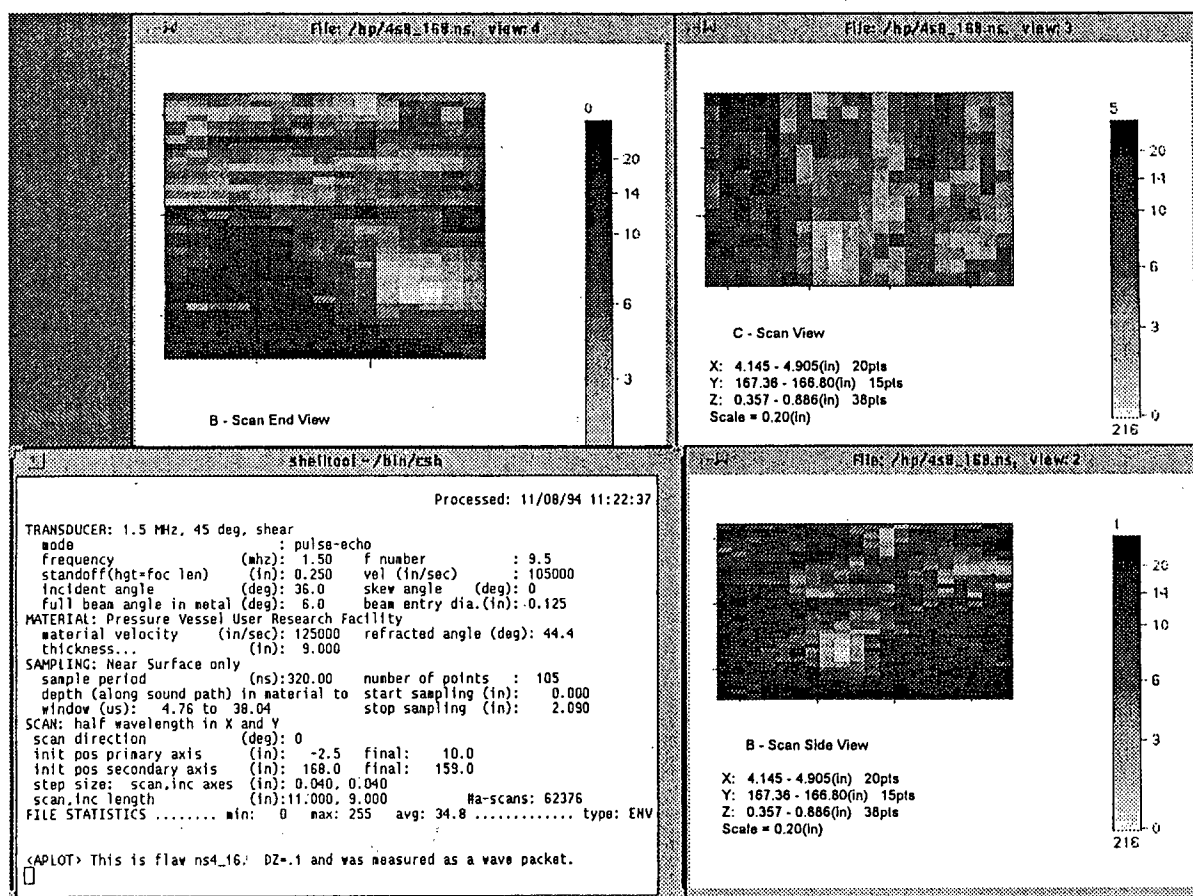 File: /hp/4s8_168.ns, view:4
0
20
14
10
6
3
B - Scan End View
File: /hp/4s8_168.ns, view:3
5
20
14
10
6
3
0
216
C - Scan View
X: 4.145 - 4.905(in) 20pts
Y: 167.36 - 166.80(in) 15pts
Z: 0.357 - 0.886(in) 38pts
Scale = 0.20(in)
shelltool - /bin/csh
Processed: 11/08/94 11:22:37
TRANSDUCER: 1.5 MHz, 45 deg, shear
mode : pulse-echo
frequency (mhz): 1.50 f number : 9.5
standoff(hgt=foc len) (in): 0.250 vel (in/sec) : 105000
incident angle (deg): 36.0 skew angle (deg): 0
full beam angle in metal (deg): 6.0 beam entry dia.(in): 0.125
MATERIAL: Pressure Vessel User Research Facility
material velocity (in/sec): 125000 refracted angle (deg): 44.4
thickness... (in): 9.000
SAMPLING: Near Surface only
sample period (ns):320.00 number of points : 105
depth (along sound path) in material to start sampling (in): 0.000
window (us): 4.76 to 38.04 stop sampling (in): 2.090
SCAN: half wavelength in X and Y
scan direction (deg): 0
init pos primary axis (in): -2.5 final: 10.0
init pos secondary axis (in): 168.0 final: 159.0
step size: scan,inc axes (in): 0.040, 0.040
scan,inc length (in):11.000, 9.000 #a-scans: 62376
FILE STATISTICS ........ min: 0 max: 255 avg: 34.8 ............. type: ENV
<APLOT> This is flaw ns4_16. DZ=.1 and was measured as a wave packet.
File: /hp/4s8_168.ns, view:2
1
20
14
10
6
3
0
216
B - Scan Side View
X: 4.145 - 4.905(in) 20pts
Y: 167.36 - 166.80(in) 15pts
Z: 0.357 - 0.886(in) 38pts
Scale = 0.20(in)